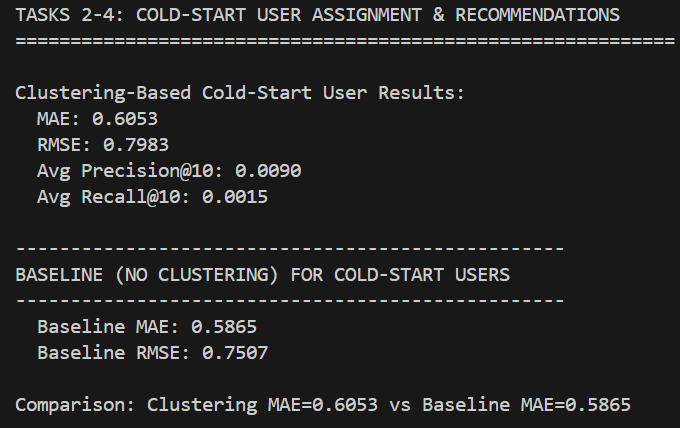 TASKS 2-4: COLD-START USER ASSIGNMENT & RECOMMENDATIONS
============================================================
Clustering-Based Cold-Start User Results:
MAE: 0.6053
RMSE: 0.7983
Avg Precision@10: 0.0090
Avg Recall@10: 0.0015
--------------------------------------------------
BASELINE (NO CLUSTERING) FOR COLD-START USERS
--------------------------------------------------
Baseline MAE: 0.5865
Baseline RMSE: 0.7507
Comparison: Clustering MAE=0.6053 vs Baseline MAE=0.5865